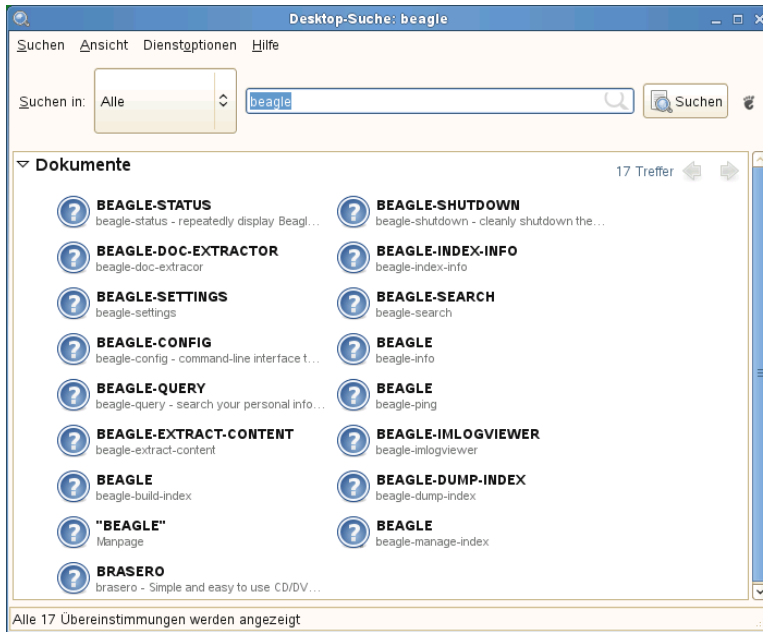 Desktop-Suche: beagle
Suchen Ansicht Dienstoptionen Hilfe
Suchen in: Alle beagle Suchen
Dokumente 17 Treffer
BEAGLE-STATUS
beagle-status - repeatedly display Beagl...
BEAGLE-DOC-EXTRACTOR
beagle-doc-extracor
BEAGLE-SETTINGS
beagle-settings
BEAGLE-CONFIG
beagle-config - command-line interface t...
BEAGLE-QUERY
beagle-query - search your personal info...
BEAGLE-EXTRACT-CONTENT
beagle-extract-content
BEAGLE
beagle-build-index
"BEAGLE"
Manpage
BRASERO
brasero - Simple and easy to use CD/DV...
BEAGLE-SHUTDOWN
beagle-shutdown - cleanly shutdown the...
BEAGLE-INDEX-INFO
beagle-index-info
BEAGLE-SEARCH
beagle-search
BEAGLE
beagle-info
BEAGLE
beagle-ping
BEAGLE-IMLOGVIEWER
beagle-imlogviewer
BEAGLE-DUMP-INDEX
beagle-dump-index
BEAGLE
beagle-manage-index
Alle 17 Übereinstimmungen werden angezeigt